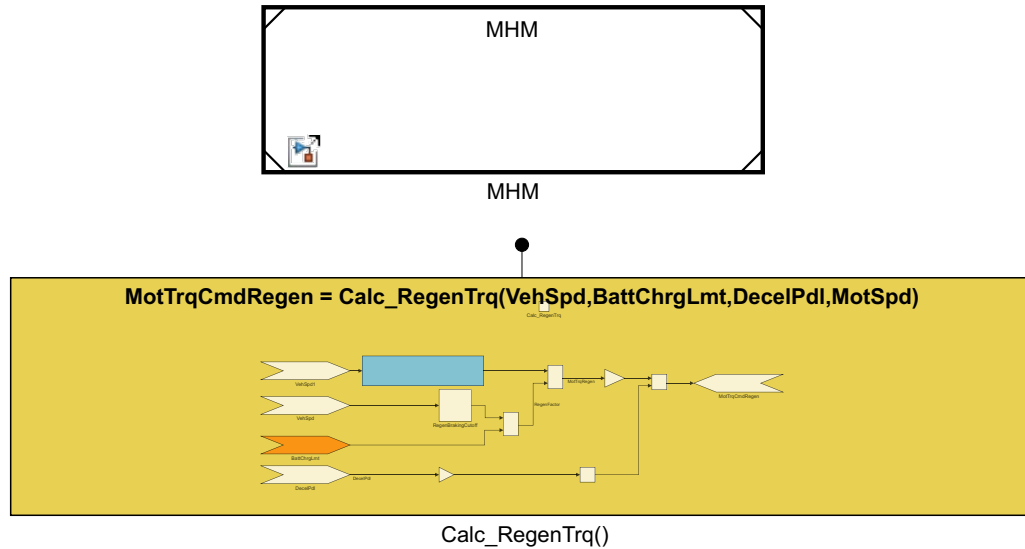 MHM
MHM
MotTrqCmdRegen = Calc_RegenTrq(VehSpd,BattChrgLmt,DecelPdl,MotSpd)
Calc_RegenTrq
VehSpd1
MotTrqRegen
MotTrqCmdRegen
RegenFactor
VehSpd
RegenBrakingCutoff
BattChrgLmt
DecelPdl
DecelPdl
Calc_RegenTrq()